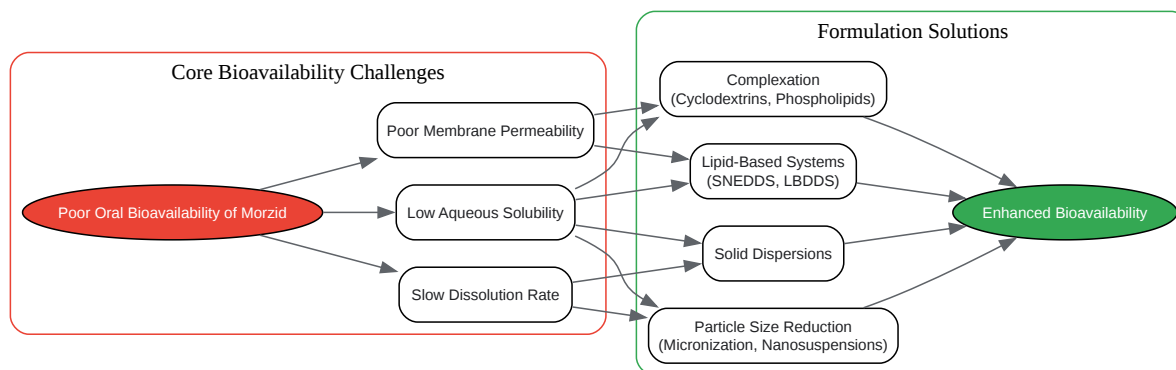 Core Bioavailability Challenges
Poor Oral Bioavailability of Morzid
Poor Membrane Permeability
Low Aqueous Solubility
Slow Dissolution Rate
Formulation Solutions
Complexation
(Cyclodextrins, Phospholipids)
Lipid-Based Systems
(SNEDDS, LBDDS)
Solid Dispersions
Particle Size Reduction
(Micronization, Nanosuspensions)
Enhanced Bioavailability